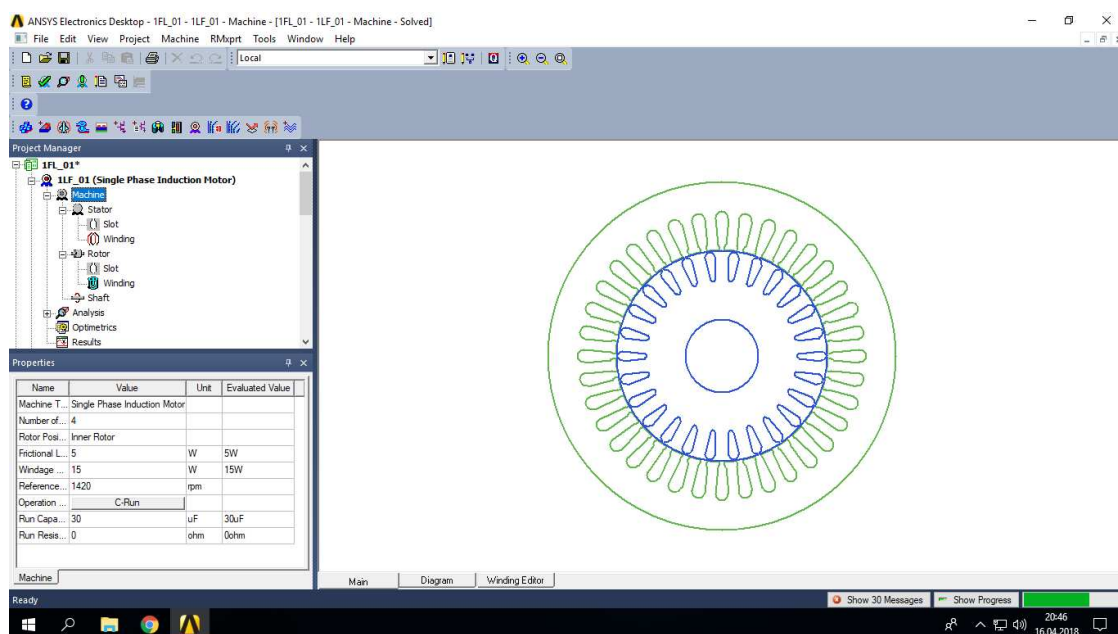 ANSYS Electronics Desktop - 1FL_01 - 1LF_01 - Machine - [1FL_01 - 1LF_01 - Machine - Solved]
File Edit View Project Machine RMxprt Tools Window Help
Local
Project Manager
1FL_01*
1LF_01 (Single Phase Induction Motor)
Machine
Stator
Slot
Winding
Rotor
Slot
Winding
Shaft
Analysis
Optimetrics
Results
Properties
Name Value Unit Evaluated Value
Machine T... Single Phase Induction Motor
Number of... 4
Rotor Posi... Inner Rotor
Frictional L... 5 W 5W
Windage ... 15 W 15W
Reference... 1420 rpm
Operation ... C-Run
Run Capa... 30 uF 30uF
Run Resis... 0 ohm 0ohm
Machine
Main Diagram Winding Editor
Ready Show 30 Messages Show Progress
20:46
16.04.2018